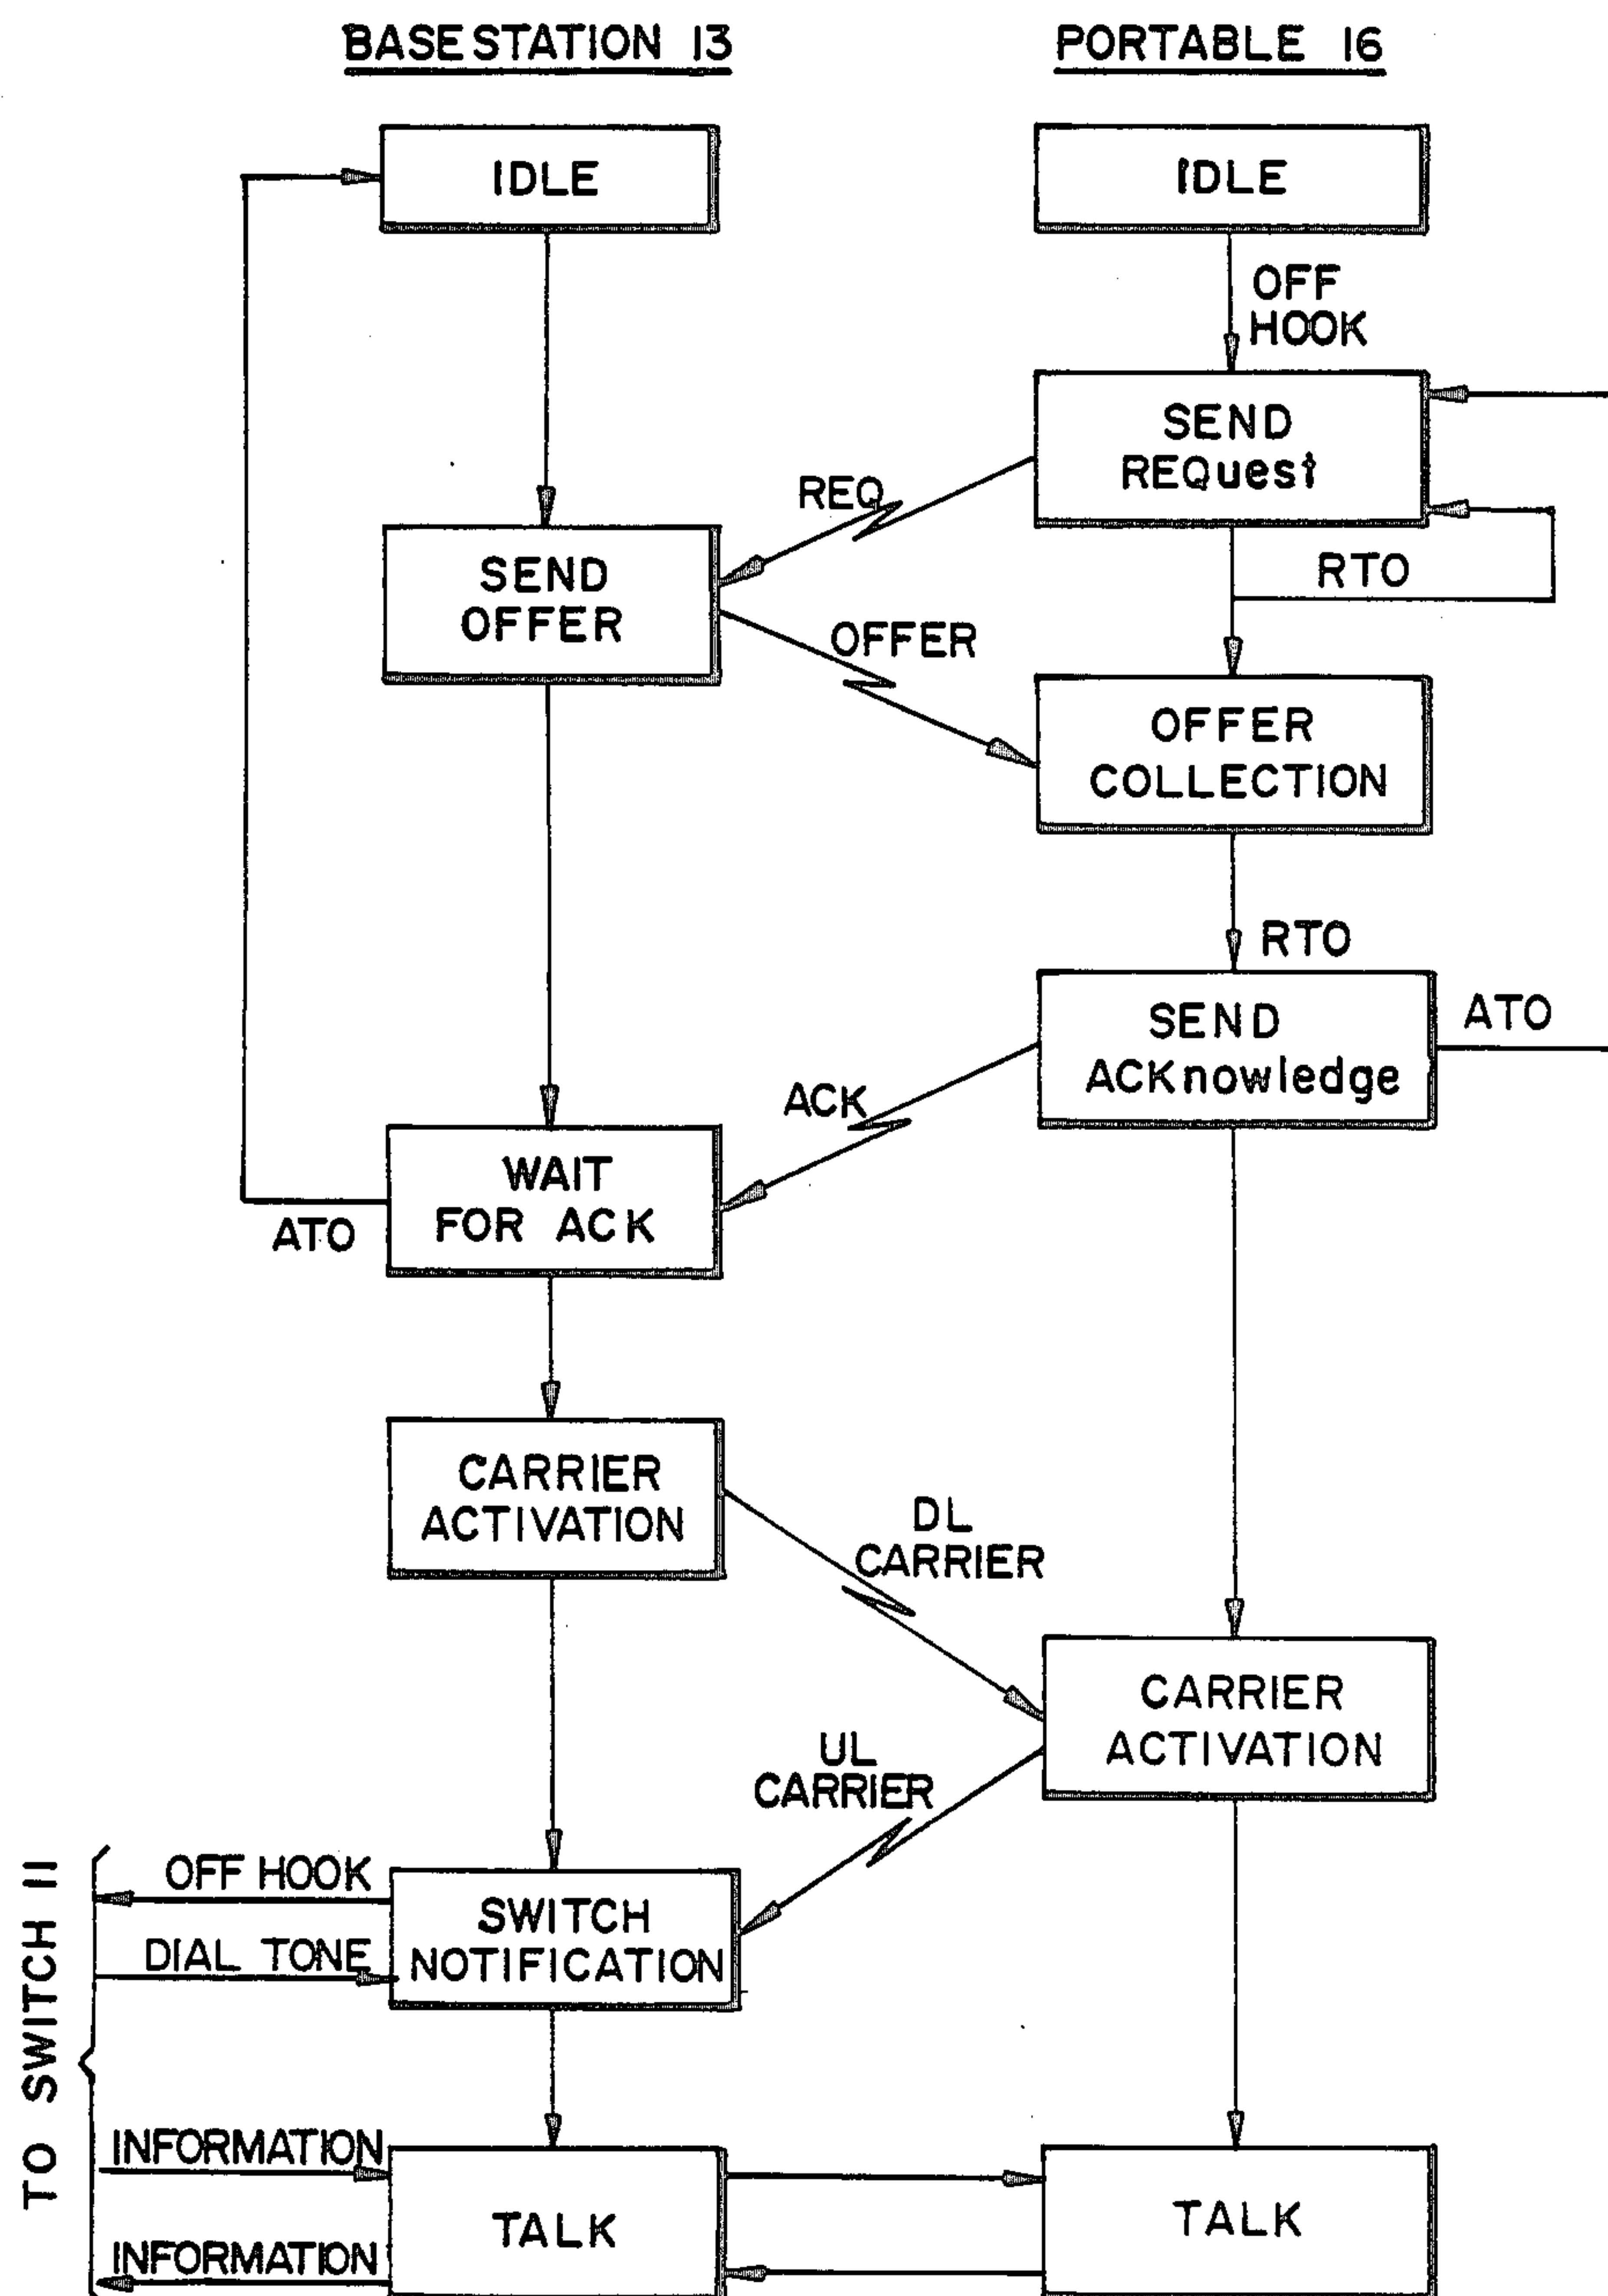 BASE STATION 13
PORTABLE 16
IDLE
IDLE
OFF
HOOK
SEND
REQuest
REQ
RTO
SEND
OFFER
OFFER
OFFER
COLLECTION
RTO
SEND
ACKnowledge
ATO
ACK
WAIT
FOR ACK
ATO
CARRIER
ACTIVATION
DL
CARRIER
CARRIER
ACTIVATION
UL
CARRIER
TO SWITCH 11
OFF HOOK
DIAL TONE
SWITCH
NOTIFICATION
INFORMATION
INFORMATION
TALK
TALK